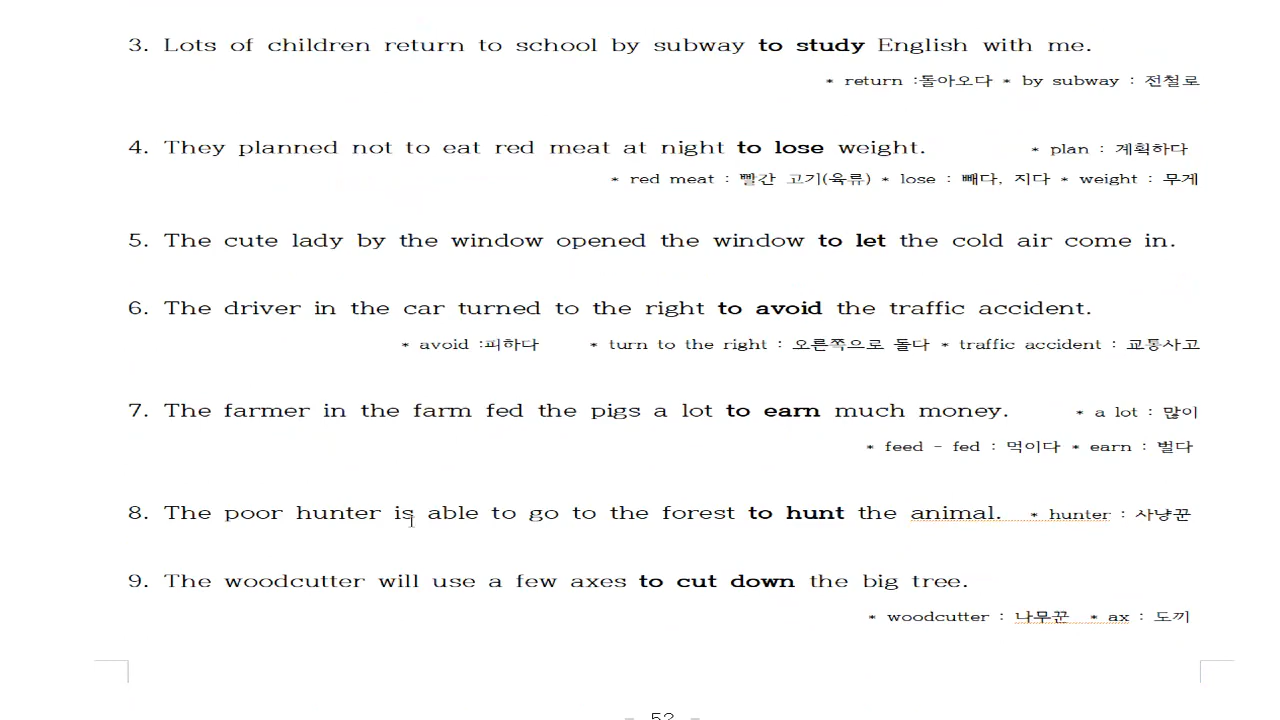 3. Lots of children return to school by subway to study English with me.
* return :돌아오다 * by subway : 전철로
4. They planned not to eat red meat at night to lose weight. * plan : 계획하다
* red meat : 빨간 고기(육류) * lose : 빼다, 지다 * weight : 무게
5. The cute lady by the window opened the window to let the cold air come in.
6. The driver in the car turned to the right to avoid the traffic accident.
* avoid :피하다 * turn to the right : 오른쪽으로 돌다 * traffic accident : 교통사고
7. The farmer in the farm fed the pigs a lot to earn much money. * a lot : 많이
* feed - fed : 먹이다 * earn : 벌다
8. The poor hunter is able to go to the forest to hunt the animal. * hunter : 사냥꾼
9. The woodcutter will use a few axes to cut down the big tree.
* woodcutter : 나무꾼 * ax : 도끼
- 52 -